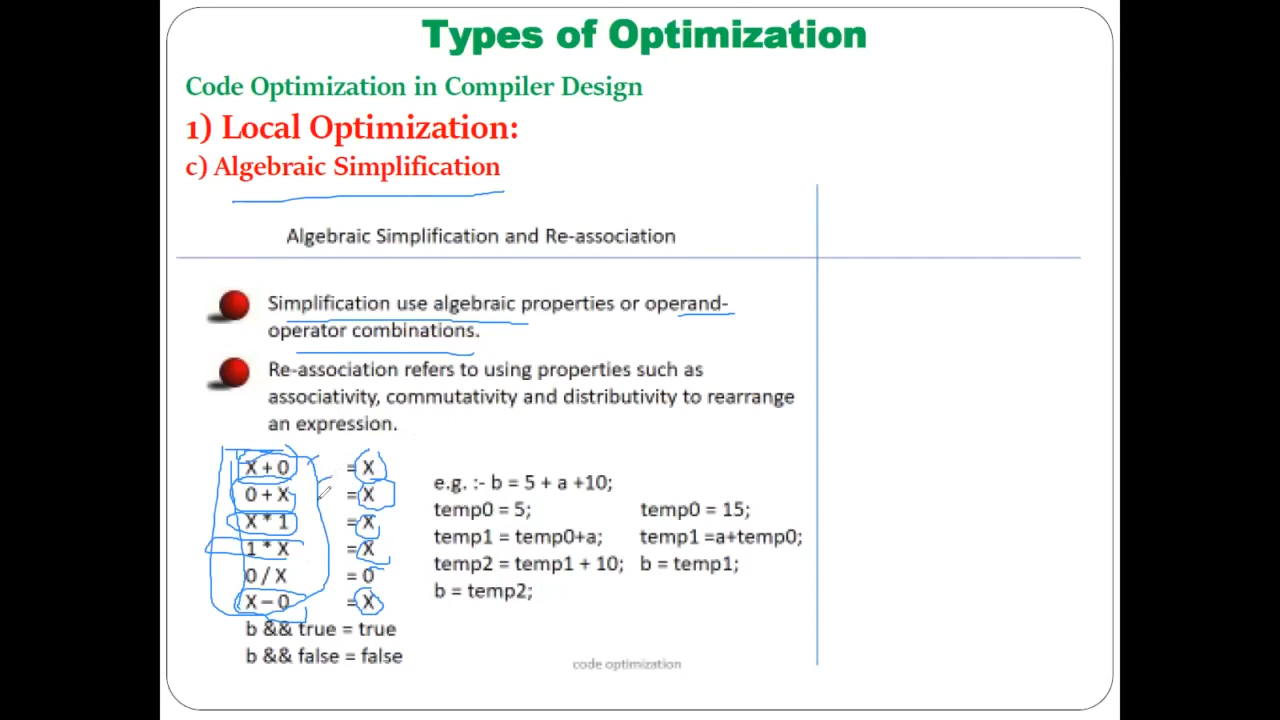 Types of Optimization
Code Optimization in Compiler Design
1) Local Optimization:
c) Algebraic Simplification
Algebraic Simplification and Re-association
Simplification use algebraic properties or operand-
operator combinations.
Re-association refers to using properties such as
associativity, commutativity and distributivity to rearrange
an expression.
X + 0 = X
0 + X = X
X * 1 = X
1 * X = X
0 / X = 0
X – 0 = X
b && true = true
b && false = false
e.g. :- b = 5 + a +10;
temp0 = 5; temp0 = 15;
temp1 = temp0+a; temp1 =a+temp0;
temp2 = temp1 + 10; b = temp1;
b = temp2;
code optimization